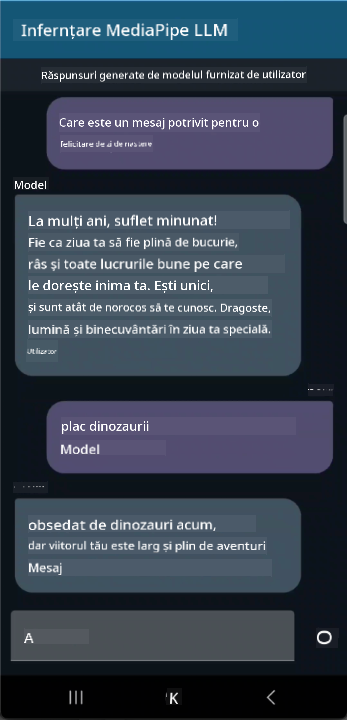 Infernțare MediaPipe LLM
Răspunsurl generate de modelul furnizat de utilizator
Care este un mesaj potrivit pentru o
felicitare de zi de nastere
Model
La mulți ani, suflet minunat!
Fie ca ziua ta să fie plină de bucurie,
râs și toate lucrurile bune pe care
le dorește inima ta. Ești unici,
și sunt atât de norocos să te cunosc. Dragoste,
lumină și binecuvântări în ziua ta specială.
Utilizator
plac dinozaurii
Model
obsedat de dinozauri acum,
dar viitorul tău este larg și plin de aventuri
Mesaj
A
O
K